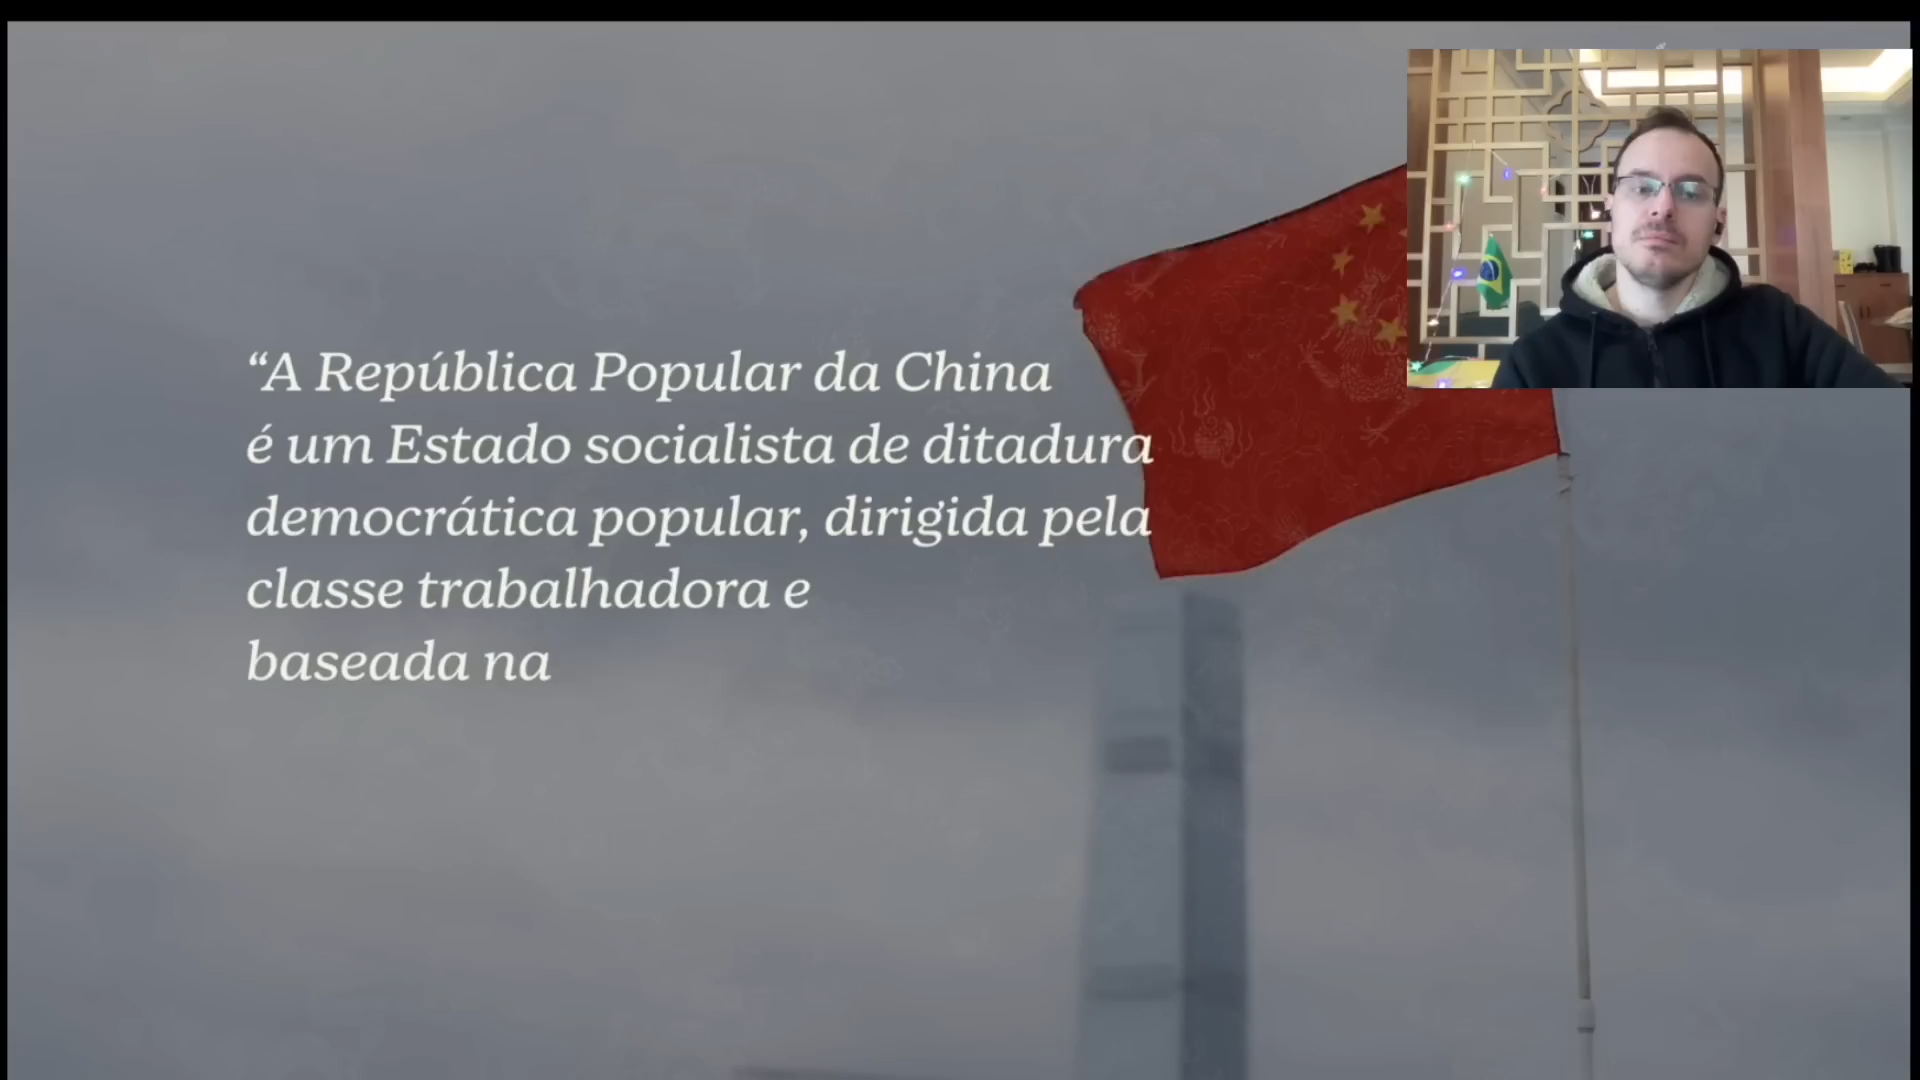 “A República Popular da China
é um Estado socialista de ditadura
democrática popular, dirigida pela
classe trabalhadora e
baseada na